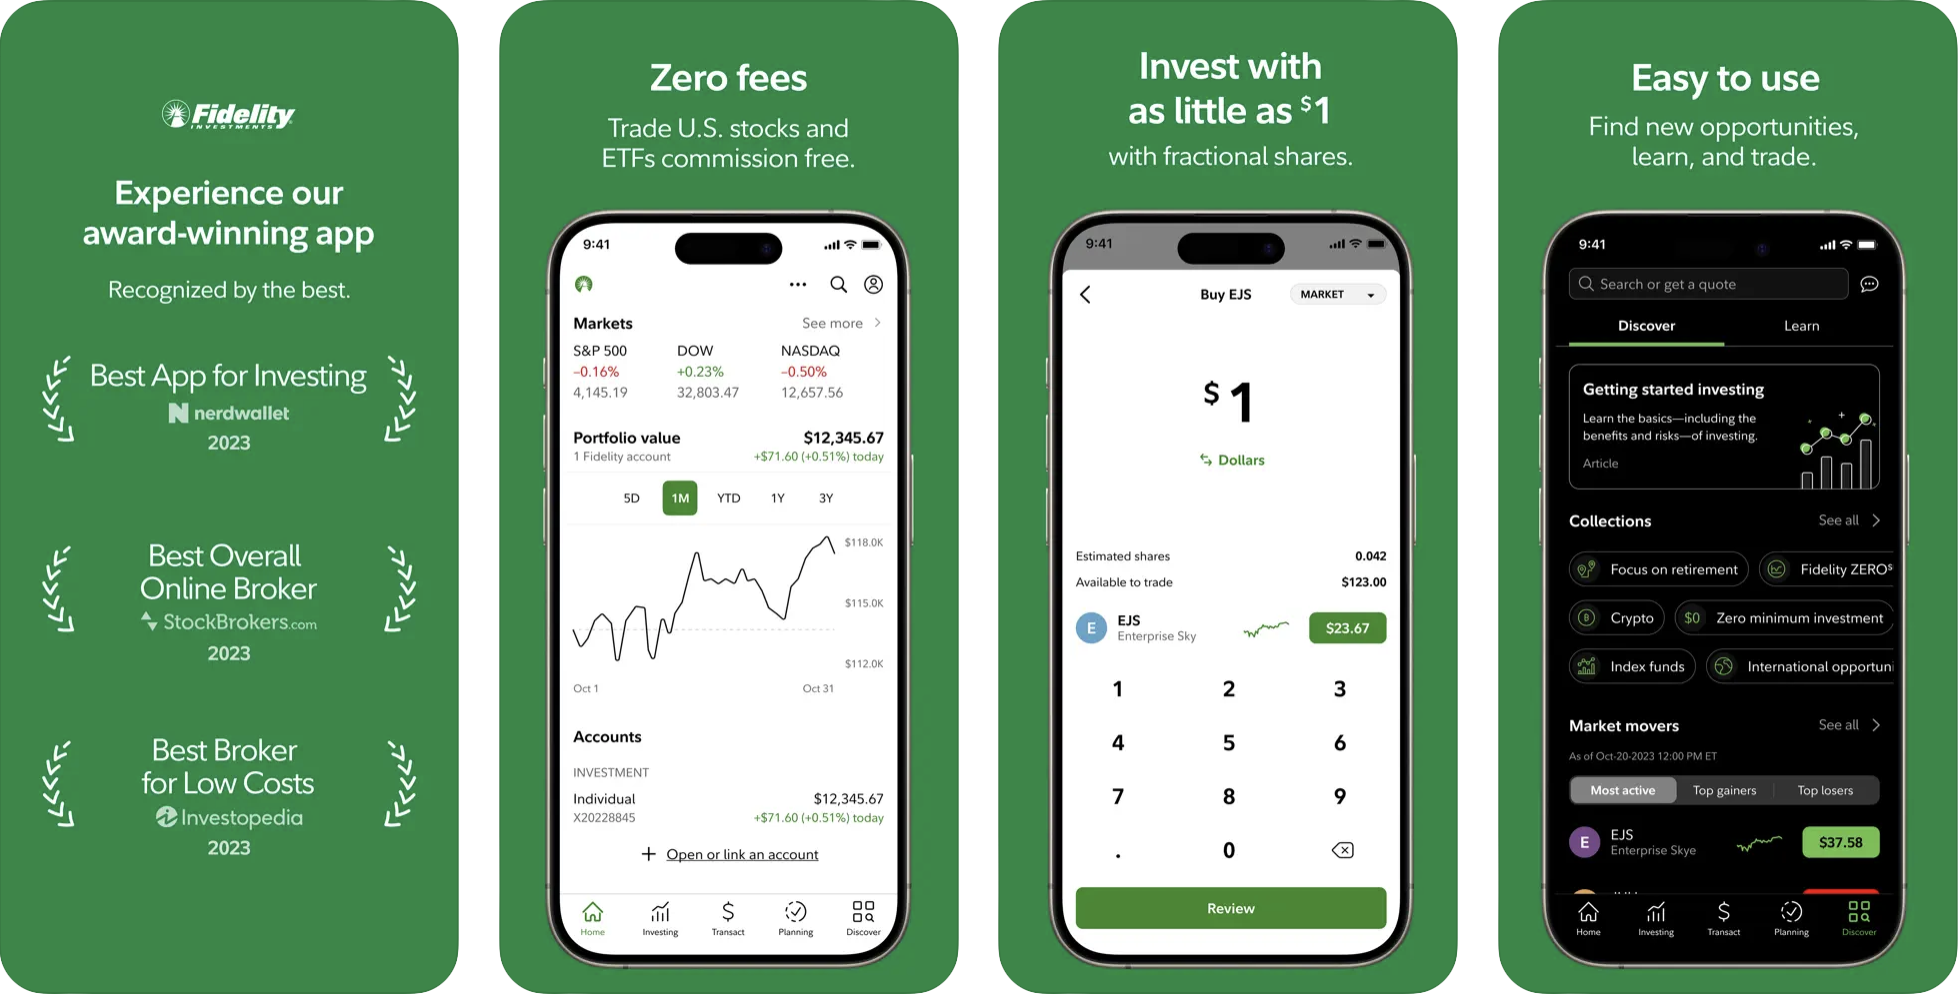 Fidelity
INVESTMENTS
Experience our
award-winning app
Recognized by the best.
Best App for Investing
nerdwallet
2023
Best Overall
Online Broker
StockBrokers.com
2023
Best Broker
for Low Costs
Investopedia
2023
Zero fees
Trade U.S. stocks and
ETFs commission free.
9:41
Markets See more
S&P 500 DOW NASDAQ
–0.16% +0.23% –0.50%
4,145.19 32,803.47 12,657.56
Portfolio value $12,345.67
1 Fidelity account +$71.60 (+0.51%) today
5D 1M YTD 1Y 3Y
$118.0K
$115.0K
$112.0K
Oct 1 Oct 31
Accounts
INVESTMENT
Individual $12,345.67
X20228845 +$71.60 (+0.51%) today
+ Open or link an account
Home Investing Transact Planning Discover
Invest with
as little as $1
with fractional shares.
9:41
Buy EJS MARKET
$1
Dollars
Estimated shares 0.042
Available to trade $123.00
E EJS $23.67
Enterprise Sky
1 2 3
4 5 6
7 8 9
. 0
Review
Easy to use
Find new opportunities,
learn, and trade.
9:41
Search or get a quote
Discover Learn
Getting started investing
Learn the basics—including the
benefits and risks—of investing.
Article
Collections See all
Focus on retirement Fidelity ZERO
Crypto $0 Zero minimum investment
Index funds International opportuni
Market movers See all
As of Oct-20-2023 12:00 PM ET
Most active Top gainers Top losers
E EJS $37.58
Enterprise Skye
Home Investing Transact Planning Discover